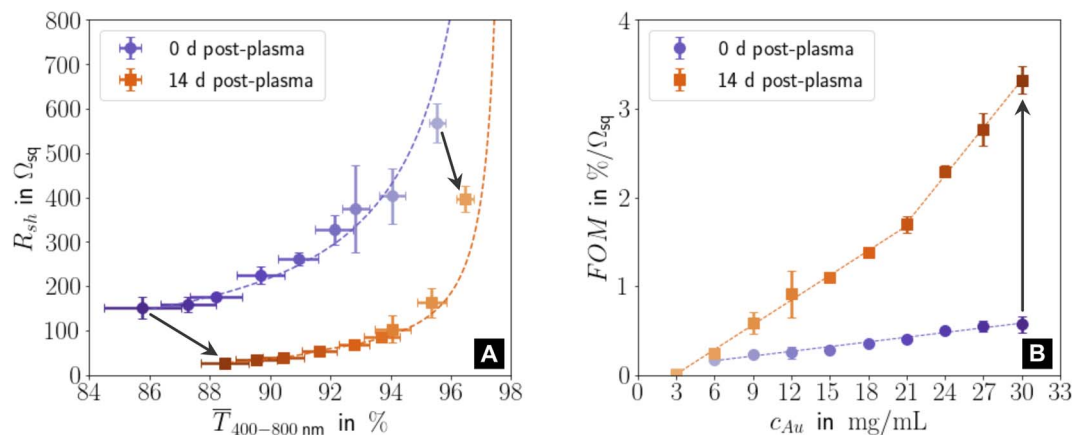 800
700
600
500
400
300
200
100
0
R_sh in Ω_sq
0 d post-plasma
14 d post-plasma
A
84 86 88 90 92 94 96 98
T̅_400−800 nm in %
4
3
2
1
0
FOM in %/Ω_sq
0 d post-plasma
14 d post-plasma
B
0 3 6 9 12 15 18 21 24 27 30 33
c_Au in mg/mL